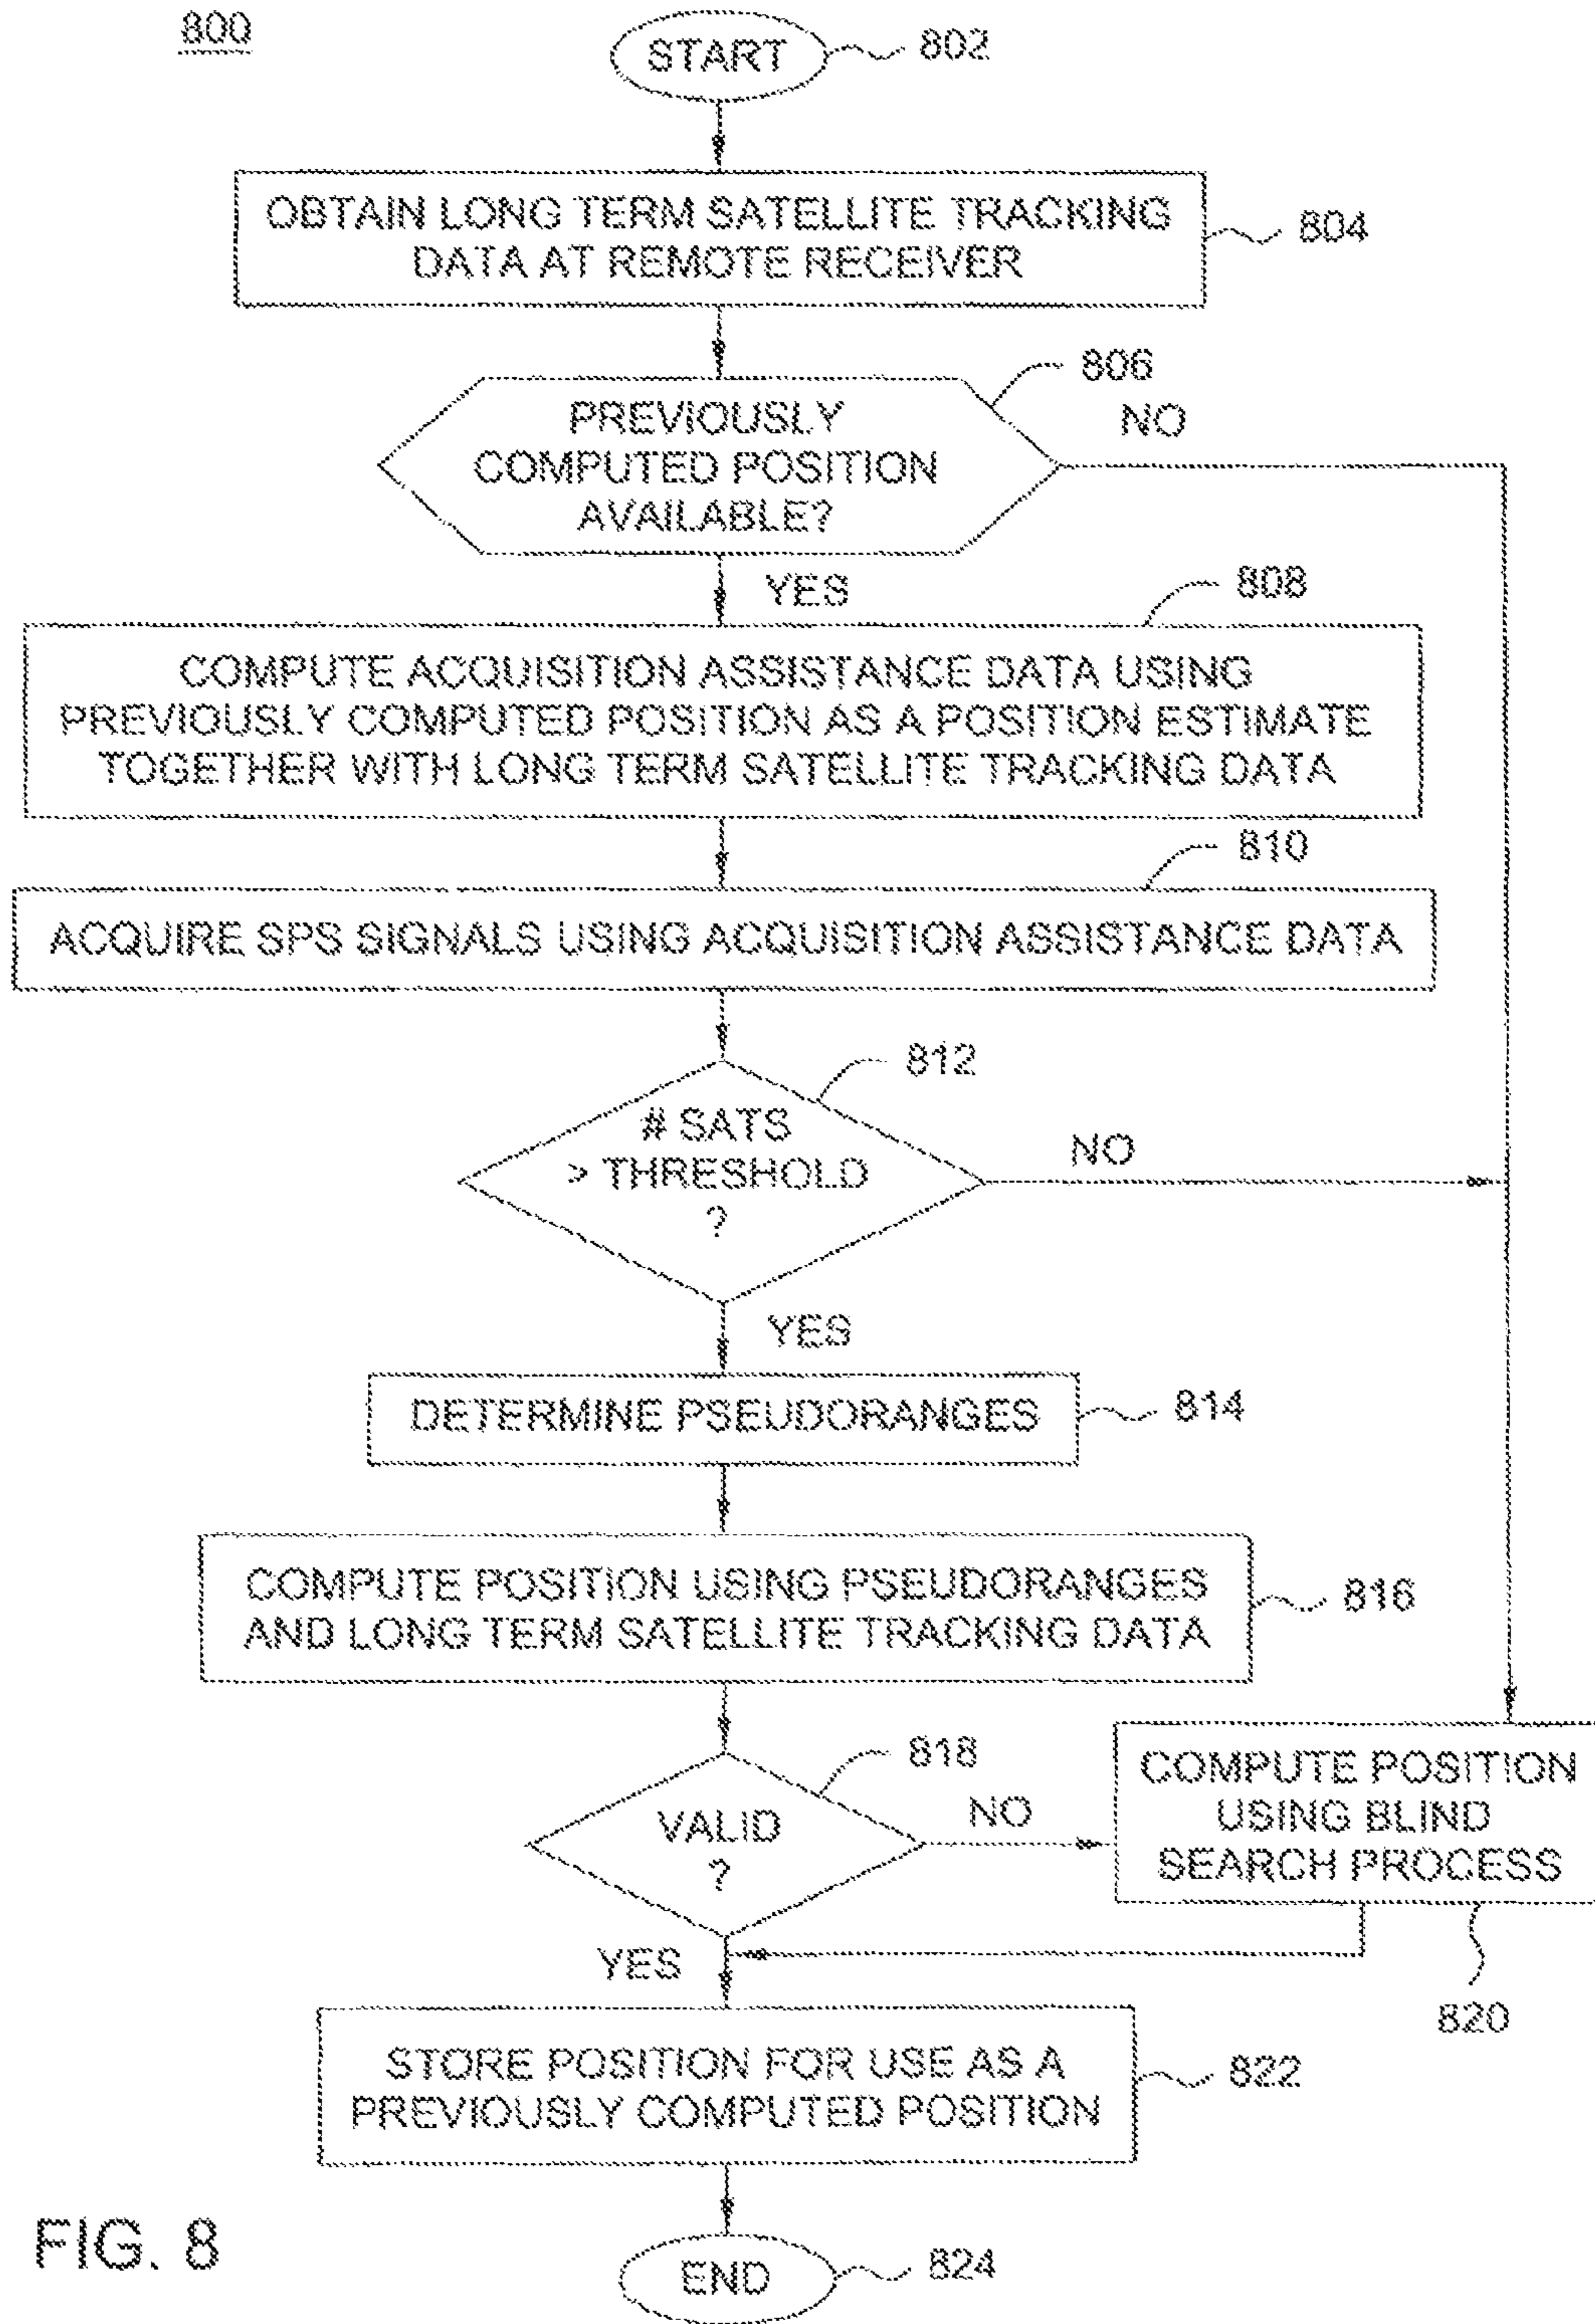 800
START
802
OBTAIN LONG TERM SATELLITE TRACKING
DATA AT REMOTE RECEIVER
804
806
PREVIOUSLY
COMPUTED POSITION
AVAILABLE?
NO
YES
808
COMPUTE ACQUISITION ASSISTANCE DATA USING
PREVIOUSLY COMPUTED POSITION AS A POSITION ESTIMATE
TOGETHER WITH LONG TERM SATELLITE TRACKING DATA
810
ACQUIRE SPS SIGNALS USING ACQUISITION ASSISTANCE DATA
812
# SATS
> THRESHOLD
?
NO
YES
DETERMINE PSEUDORANGES
814
COMPUTE POSITION USING PSEUDORANGES
AND LONG TERM SATELLITE TRACKING DATA
816
818
VALID
?
NO
COMPUTE POSITION
USING BLIND
SEARCH PROCESS
YES
820
STORE POSITION FOR USE AS A
PREVIOUSLY COMPUTED POSITION
822
FIG. 8
END
824